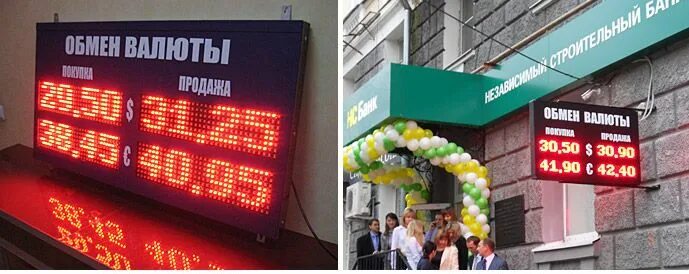 ОБМЕН ВАЛЮТЫ
ПОКУПКА ПРОДАЖА
29,50 $ 31,25
38,45 € 40,95
НС Банк
НЕЗАВИСИМЫЙ СТРОИТЕЛЬНЫЙ БАНК
ОБМЕН ВАЛЮТЫ
ПОКУПКА ПРОДАЖА
30,50 $ 30,90
41,90 € 42,40